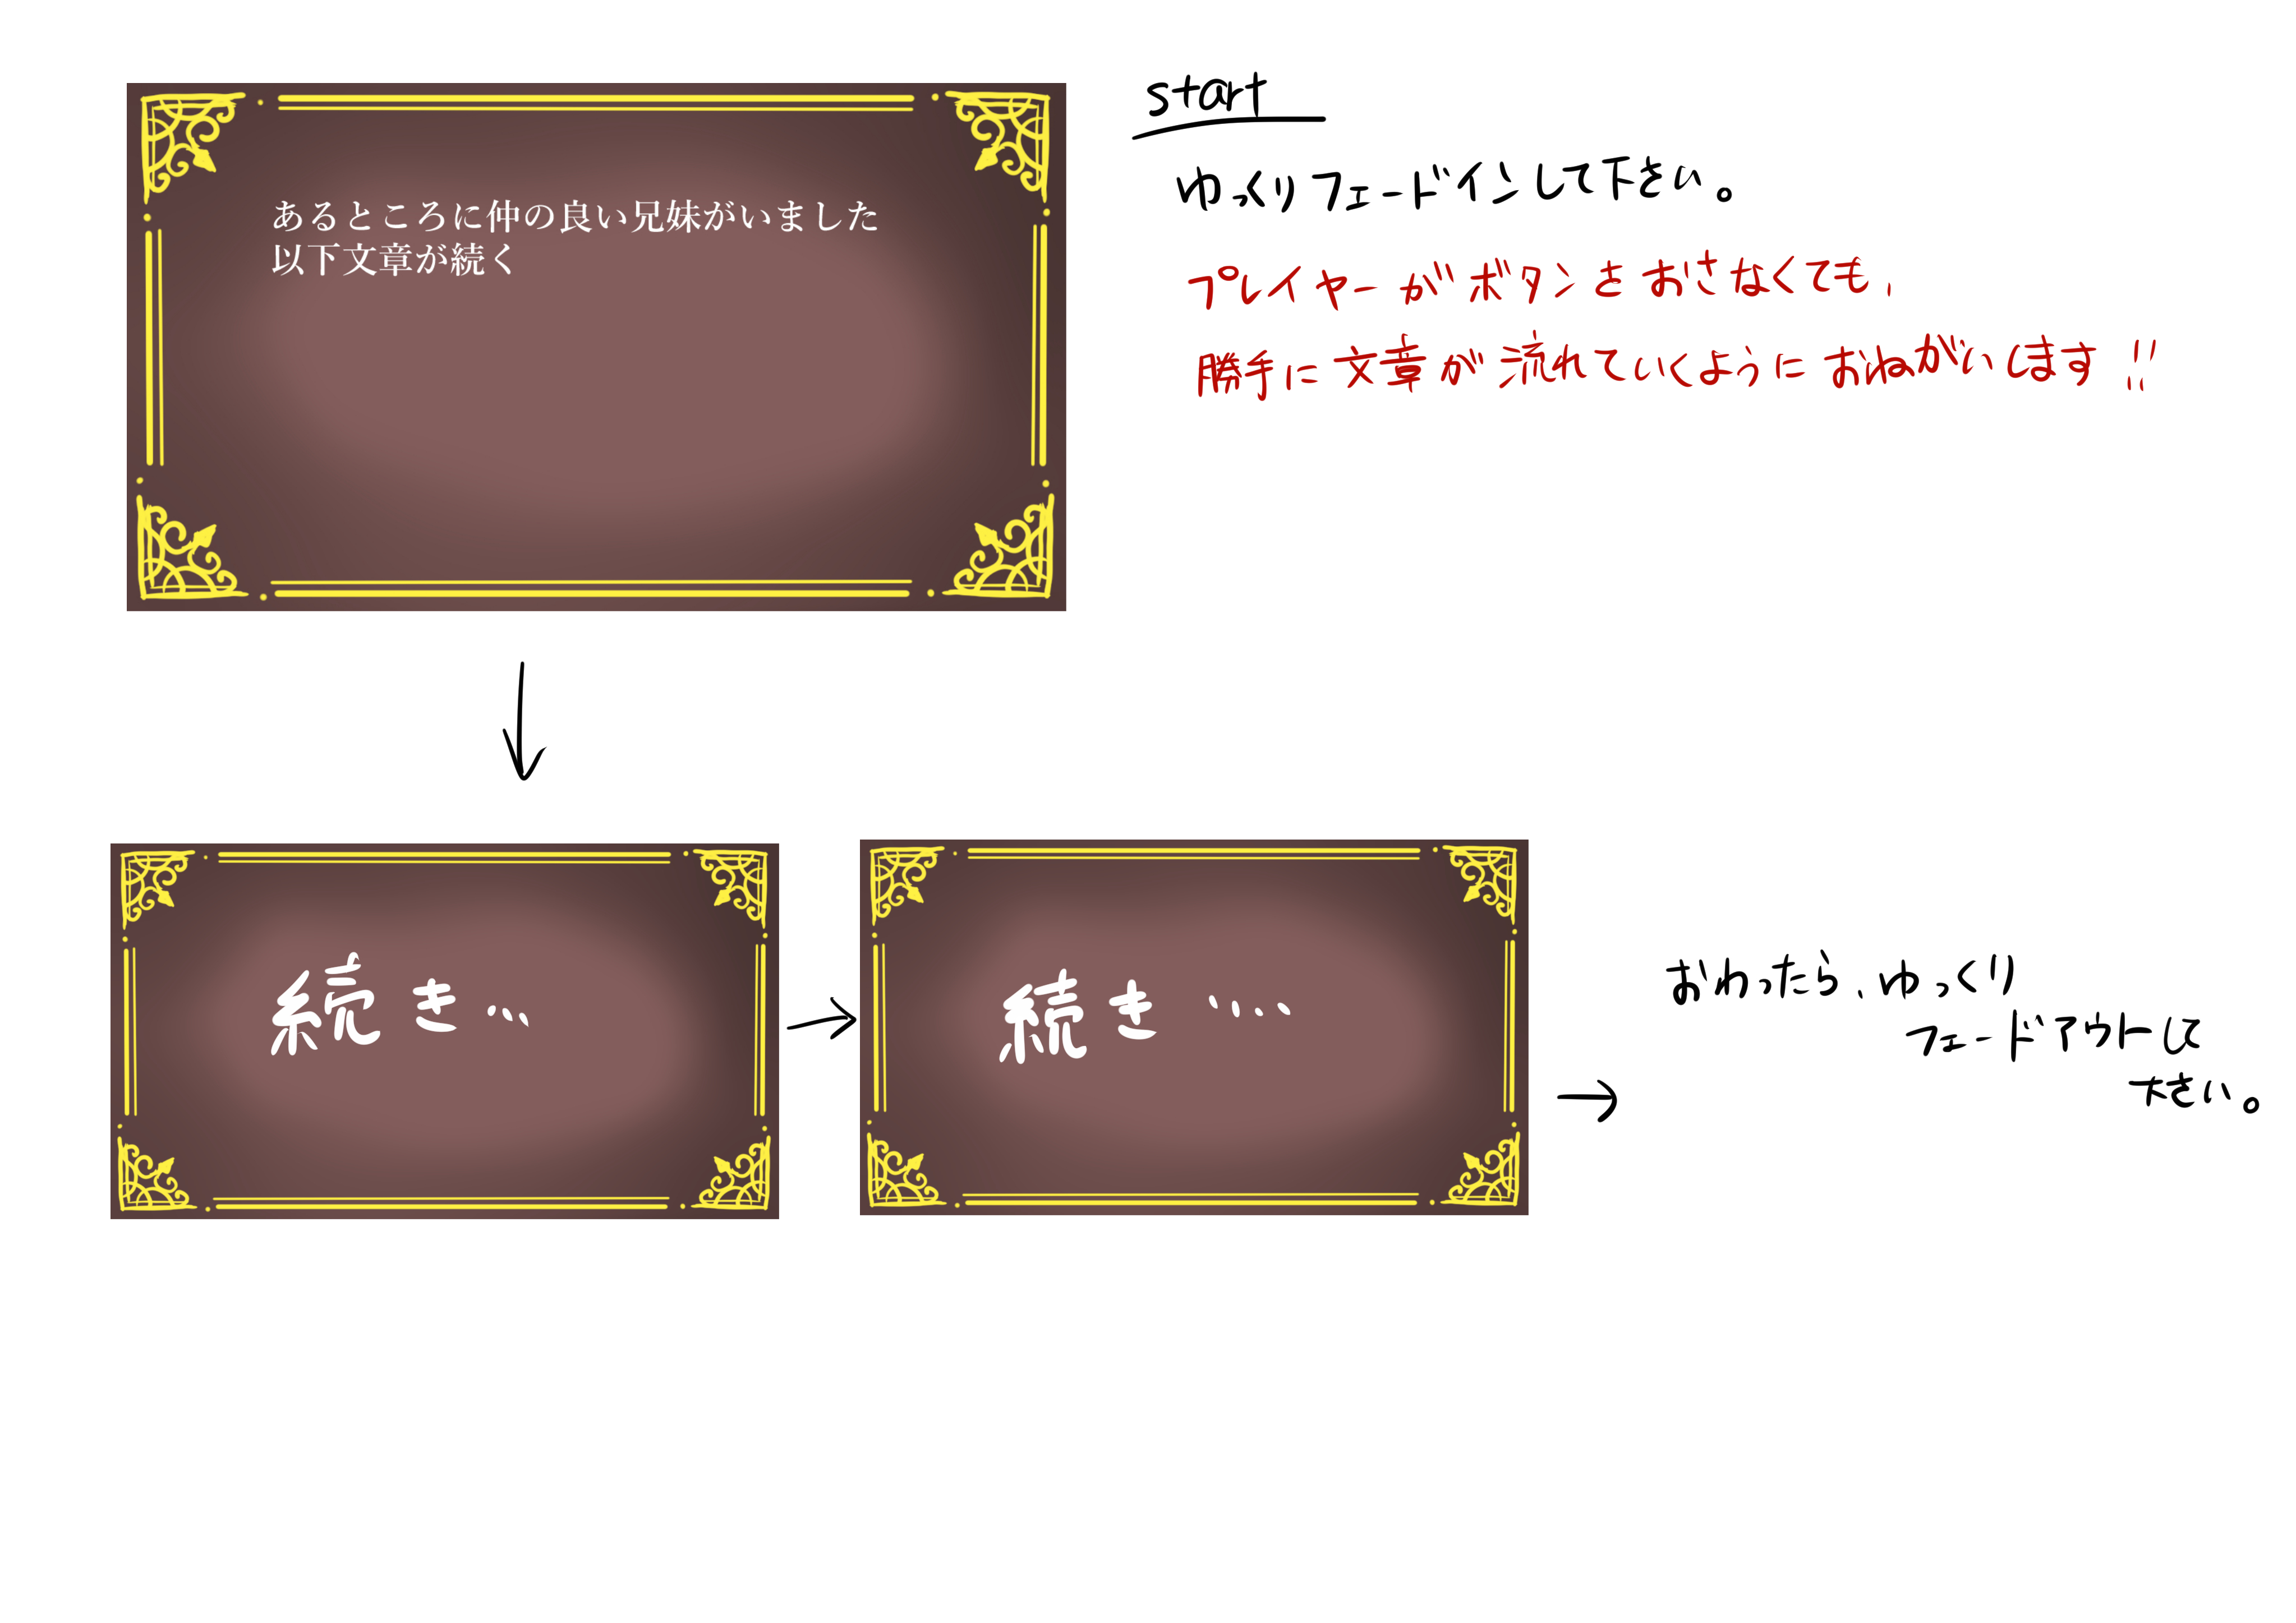 start
ゆっくりフェードインして下さい。
プレイヤーがボタンをおさなくても、
勝手に文章が流れていくようにおねがいします!!
あるところに仲の良い兄妹がいました
以下文章が続く
続き…
続き‥‥
おわったら、ゆっくり
フェードアウトして
下さい。